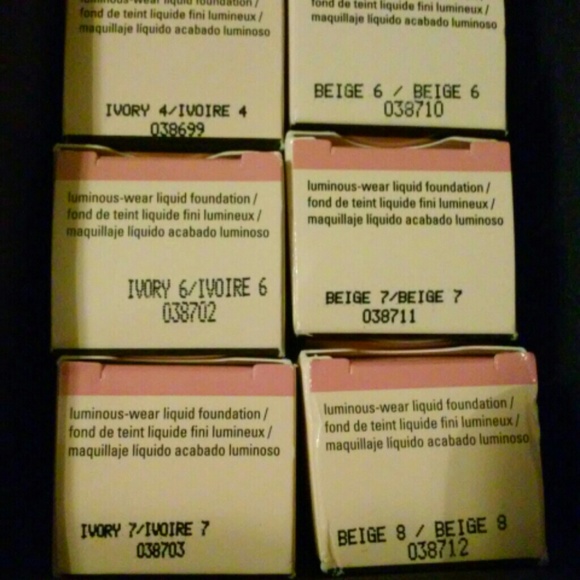 luminous-wear liquid foundation /
fond de teint liquide fini lumineux /
maquillaje líquido acabado luminoso
IVORY 4/IVOIRE 4
038699
fond de teint liquide fini lumineux /
maquillaje líquido acabado luminoso
BEIGE 6 / BEIGE 6
038710
luminous-wear liquid foundation /
fond de teint liquide fini lumineux /
maquillaje líquido acabado luminoso
IVORY 6/IVOIRE 6
038702
luminous-wear liquid foundation /
fond de teint liquide fini lumineux /
maquillaje líquido acabado luminoso
BEIGE 7/BEIGE 7
038711
luminous-wear liquid foundation /
fond de teint liquide fini lumineux /
maquillaje líquido acabado luminoso
IVORY 7/IVOIRE 7
038703
luminous-wear liquid foundation /
fond de teint liquide fini lumineux /
maquillaje líquido acabado luminoso
BEIGE 8 / BEIGE 8
038712